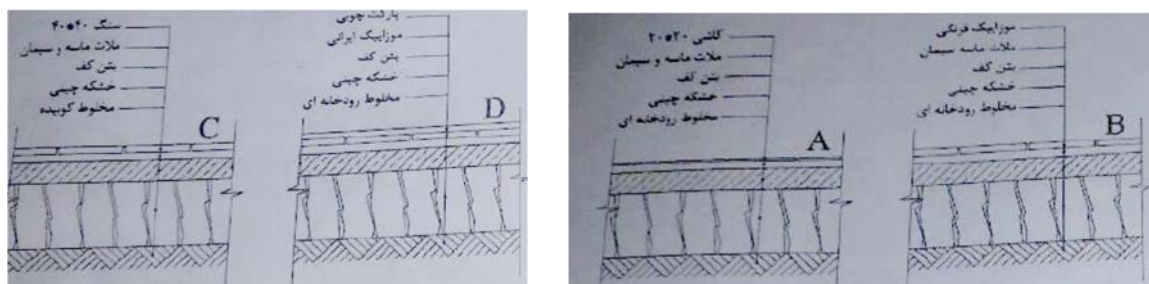 سنگ ۴۰*۴۰
ملات ماسه و سیمان
بتن کف
خشکه چینی
مخلوط کوبیده
C
پارکت چوبی
موزاییک ایرانی
بتن کف
خشکه چینی
مخلوط رودخانه ای
D
کاشی ۲۰*۲۰
ملات ماسه و سیمان
بتن کف
خشکه چینی
مخلوط رودخانه ای
A
موزاییک فرنگی
ملات ماسه سیمان
بتن کف
خشکه چینی
مخلوط رودخانه ای
B